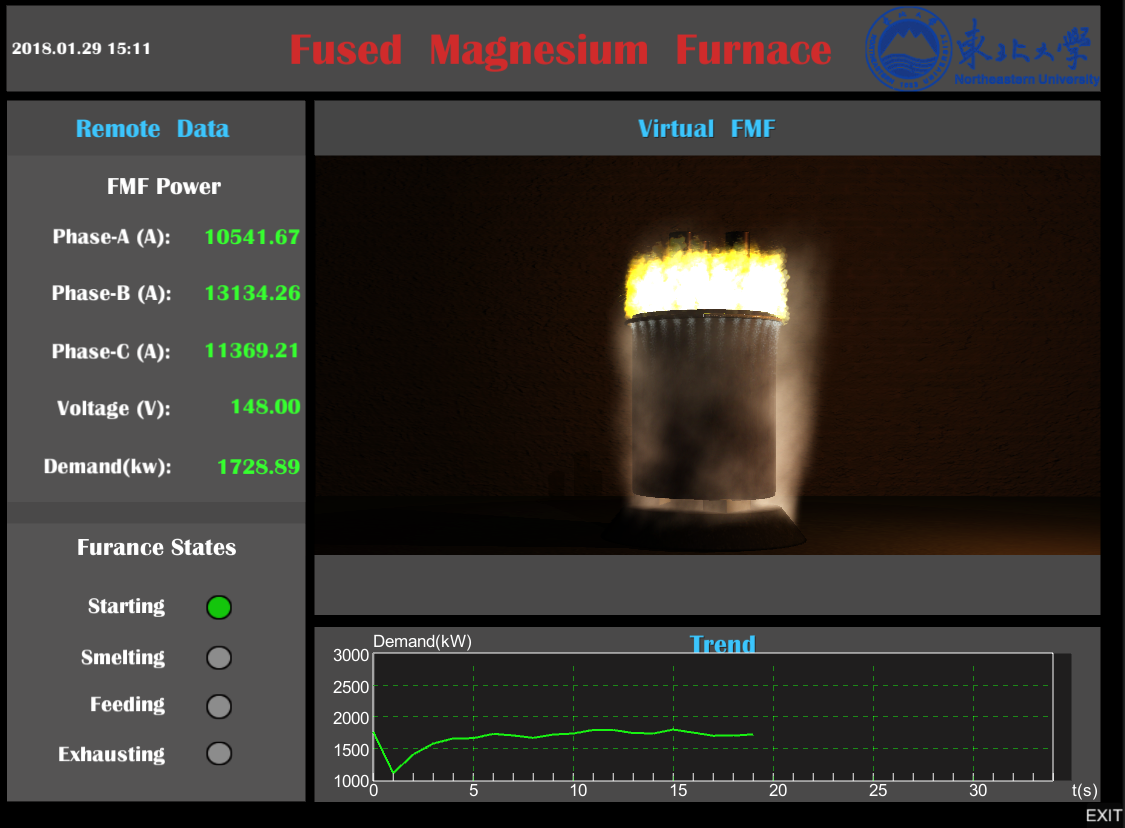 2018.01.29 15:11
Fused Magnesium Furnace
東北大學
Northeastern University
Remote Data
FMF Power
Phase-A (A): 10541.67
Phase-B (A): 13134.26
Phase-C (A): 11369.21
Voltage (V): 148.00
Demand(kw): 1728.89
Furance States
Starting
Smelting
Feeding
Exhausting
Virtual FMF
Trend
Demand(kW)
3000
2500
2000
1500
1000
0 5 10 15 20 25 30 t(s)
EXIT